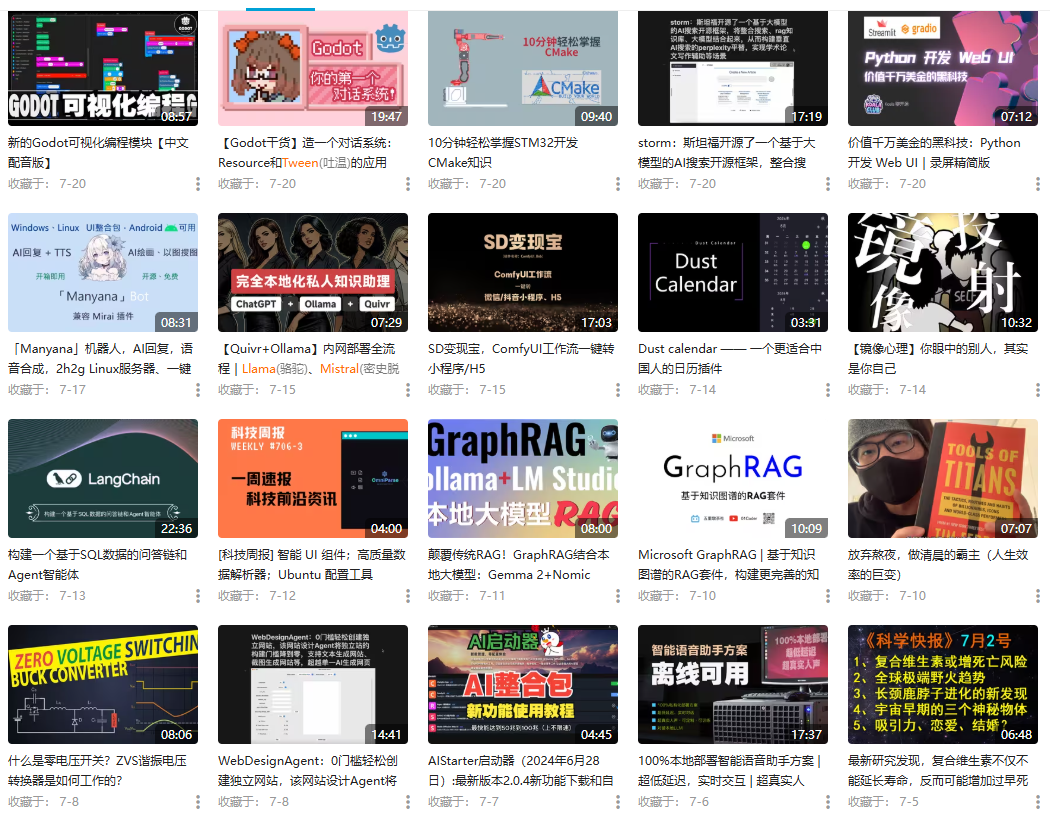 GODOT 可视化编程
08:57
Godot
你的第一个
对话系统!
19:47
10分钟轻松掌握
CMake
CMake
09:40
storm：斯坦福开源了一个基于大模型
的AI搜索开源框架，将整合搜索、rag知
识库、大模型结合起来，从而构建垂直
AI搜索的perplexity平替，实现学术论
文写作辅助等场景
17:19
Streamlit
gradio
Python 开发 Web UI
价值千万美金的黑科技
07:12
新的Godot可视化编程模块【中文
配音版】
收藏于： 7-20
【Godot干货】造一个对话系统：
Resource和Tween(吐温)的应用
收藏于： 7-20
10分钟轻松掌握STM32开发
CMake知识
收藏于： 7-20
storm：斯坦福开源了一个基于大
模型的AI搜索开源框架，整合搜
收藏于： 7-20
价值千万美金的黑科技：Python
开发 Web UI｜录屏精简版
收藏于： 7-20
Windows · Linux UI整合包 · Android 可用
AI回复 + TTS
AI绘画 · 以图搜图
开箱即用
开源 · 免费
「Manyana」Bot
兼容 Mirai 插件
08:31
完全本地化私人知识助理
ChatGPT + Ollama + Quivr
07:29
SD变现宝
ComfyUI工作流
一键转
微信/抖音小程序、H5
17:03
Dust Calendar
Dust
Calendar
03:31
镜像
投射
SELF
10:32
「Manyana」机器人，AI回复，语
音合成，2h2g Linux服务器、一键
收藏于： 7-17
【Quivr+Ollama】内网部署全流
程｜Llama(骆驼)、Mistral(密史脱
收藏于： 7-15
SD变现宝，ComfyUI工作流一键转
小程序/H5
收藏于： 7-15
Dust calendar —— 一个更适合中
国人的日历插件
收藏于： 7-14
【镜像心理】你眼中的别人，其实
是你自己
收藏于： 7-14
LangChain
构建一个基于SQL数据的问答链和Agent智能体
22:36
科技周报
WEEKLY #706-3
一周速报
科技前沿资讯
OmniParse
04:00
GraphRAG
ollama+LM Studio
本地大模型RAG
08:00
Microsoft
GraphRAG
基于知识图谱的RAG套件
10:09
TOOLS OF
TITANS
07:07
构建一个基于SQL数据的问答链和
Agent智能体
收藏于： 7-13
[科技周报] 智能 UI 组件；高质量数
据解析器；Ubuntu 配置工具
收藏于： 7-12
颠覆传统RAG！GraphRAG结合本
地大模型：Gemma 2+Nomic
收藏于： 7-11
Microsoft GraphRAG | 基于知识
图谱的RAG套件，构建更完善的知
收藏于： 7-10
放弃熬夜，做清晨的霸主（人生效
率的巨变）
收藏于： 7-10
ZERO VOLTAGE SWITCHING
BUCK CONVERTER
08:06
WebDesignAgent：0门槛轻松创建独
立网站，该网站设计Agent将独立站的
构建门槛降到零，支持文本生成网站、
截图生成网站等，超越单一AI生成网页
14:41
AI启动器
AI整合包
新功能使用教程
最快能达到50兆到100兆（上不限速）
04:45
智能语音助手方案
离线可用
100%本地部署
超低延迟
超真实人声
17:37
《科学快报》7月2号
1、复合维生素或增死亡风险
2、全球极端野火趋势
3、长颈鹿脖子进化的新发现
4、宇宙早期的三个神秘物体
5、吸引力、恋爱、结婚？
06:48
什么是零电压开关？ZVS谐振电压
转换器是如何工作的？
收藏于： 7-8
WebDesignAgent：0门槛轻松创
建独立网站，该网站设计Agent将
收藏于： 7-8
AIStarter启动器（2024年6月28
日）:最新版本2.0.4新功能下载和自
收藏于： 7-7
100%本地部署智能语音助手方案 |
超低延迟，实时交互 | 超真实人
收藏于： 7-6
最新研究发现，复合维生素不仅不
能延长寿命，反而可能增加过早死
收藏于： 7-5